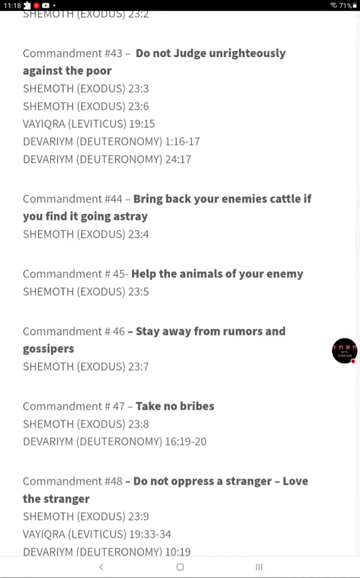 11:18
71%
SHEMOTH (EXODUS) 23:2
Commandment #43 – Do not Judge unrighteously
against the poor
SHEMOTH (EXODUS) 23:3
SHEMOTH (EXODUS) 23:6
VAYIQRA (LEVITICUS) 19:15
DEVARIYM (DEUTERONOMY) 1:16-17
DEVARIYM (DEUTERONOMY) 24:17
Commandment #44 – Bring back your enemies cattle if
you find it going astray
SHEMOTH (EXODUS) 23:4
Commandment # 45- Help the animals of your enemy
SHEMOTH (EXODUS) 23:5
Commandment # 46 – Stay away from rumors and
gossipers
SHEMOTH (EXODUS) 23:7
Commandment # 47 – Take no bribes
SHEMOTH (EXODUS) 23:8
DEVARIYM (DEUTERONOMY) 16:19-20
Commandment #48 – Do not oppress a stranger – Love
the stranger
SHEMOTH (EXODUS) 23:9
VAYIQRA (LEVITICUS) 19:33-34
DEVARIYM (DEUTERONOMY) 10:19